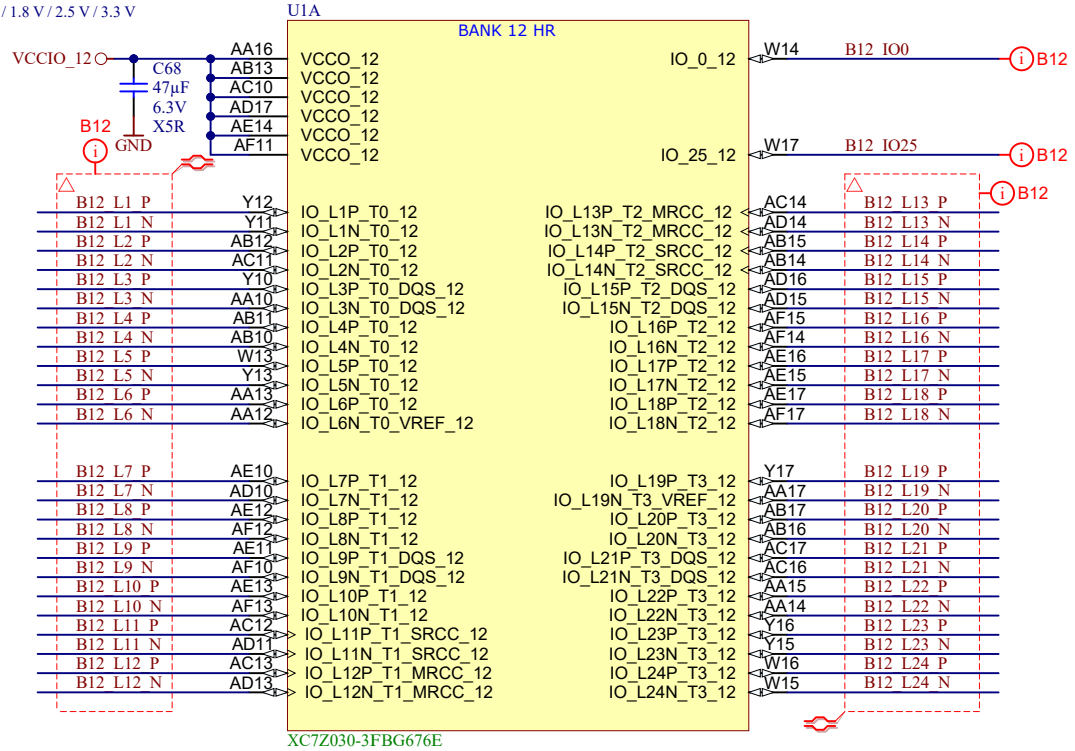 / 1.8 V / 2.5 V / 3.3 V
U1A
BANK 12 HR
VCCIO_12
AA16 VCCO_12
AB13 VCCO_12
AC10 VCCO_12
AD17 VCCO_12
AE14 VCCO_12
AF11 VCCO_12
C68
47µF
6.3V
X5R
GND
B12
i
IO_0_12 W14 B12_IO0 i B12
IO_25_12 W17 B12_IO25 i B12
i B12
B12_L1_P Y12 IO_L1P_T0_12
B12_L1_N Y11 IO_L1N_T0_12
B12_L2_P AB12 IO_L2P_T0_12
B12_L2_N AC11 IO_L2N_T0_12
B12_L3_P Y10 IO_L3P_T0_DQS_12
B12_L3_N AA10 IO_L3N_T0_DQS_12
B12_L4_P AB11 IO_L4P_T0_12
B12_L4_N AB10 IO_L4N_T0_12
B12_L5_P W13 IO_L5P_T0_12
B12_L5_N Y13 IO_L5N_T0_12
B12_L6_P AA13 IO_L6P_T0_12
B12_L6_N AA12 IO_L6N_T0_VREF_12
B12_L7_P AE10 IO_L7P_T1_12
B12_L7_N AD10 IO_L7N_T1_12
B12_L8_P AE12 IO_L8P_T1_12
B12_L8_N AF12 IO_L8N_T1_12
B12_L9_P AE11 IO_L9P_T1_DQS_12
B12_L9_N AF10 IO_L9N_T1_DQS_12
B12_L10_P AE13 IO_L10P_T1_12
B12_L10_N AF13 IO_L10N_T1_12
B12_L11_P AC12 IO_L11P_T1_SRCC_12
B12_L11_N AD11 IO_L11N_T1_SRCC_12
B12_L12_P AC13 IO_L12P_T1_MRCC_12
B12_L12_N AD13 IO_L12N_T1_MRCC_12
IO_L13P_T2_MRCC_12 AC14 B12_L13_P
IO_L13N_T2_MRCC_12 AD14 B12_L13_N
IO_L14P_T2_SRCC_12 AB15 B12_L14_P
IO_L14N_T2_SRCC_12 AB14 B12_L14_N
IO_L15P_T2_DQS_12 AD16 B12_L15_P
IO_L15N_T2_DQS_12 AD15 B12_L15_N
IO_L16P_T2_12 AF15 B12_L16_P
IO_L16N_T2_12 AF14 B12_L16_N
IO_L17P_T2_12 AE16 B12_L17_P
IO_L17N_T2_12 AE15 B12_L17_N
IO_L18P_T2_12 AE17 B12_L18_P
IO_L18N_T2_12 AF17 B12_L18_N
IO_L19P_T3_12 Y17 B12_L19_P
IO_L19N_T3_VREF_12 AA17 B12_L19_N
IO_L20P_T3_12 AB17 B12_L20_P
IO_L20N_T3_12 AB16 B12_L20_N
IO_L21P_T3_DQS_12 AC17 B12_L21_P
IO_L21N_T3_DQS_12 AC16 B12_L21_N
IO_L22P_T3_12 AA15 B12_L22_P
IO_L22N_T3_12 AA14 B12_L22_N
IO_L23P_T3_12 Y16 B12_L23_P
IO_L23N_T3_12 Y15 B12_L23_N
IO_L24P_T3_12 W16 B12_L24_P
IO_L24N_T3_12 W15 B12_L24_N
XC7Z030-3FBG676E